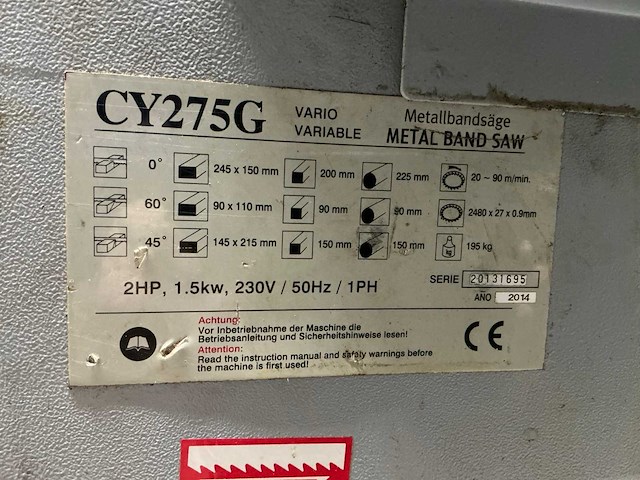 CY275G VARIO VARIABLE Metallbandsäge METAL BAND SAW
0° 245 x 150 mm 200 mm 225 mm 20 ~ 90 m/min.
60° 90 x 110 mm 90 mm 90 mm 2480 x 27 x 0.9mm
45° 145 x 215 mm 150 mm 150 mm 195 kg
2HP, 1.5kw, 230V / 50Hz / 1PH
SERIE 20131695
AÑO 2014
Achtung:
Vor Inbetriebnahme der Maschine die
Betriebsanleitung und Sicherheitshinweise lesen!
Attention:
Read the instruction manual and safety warnings before
the machine is first used!
CE